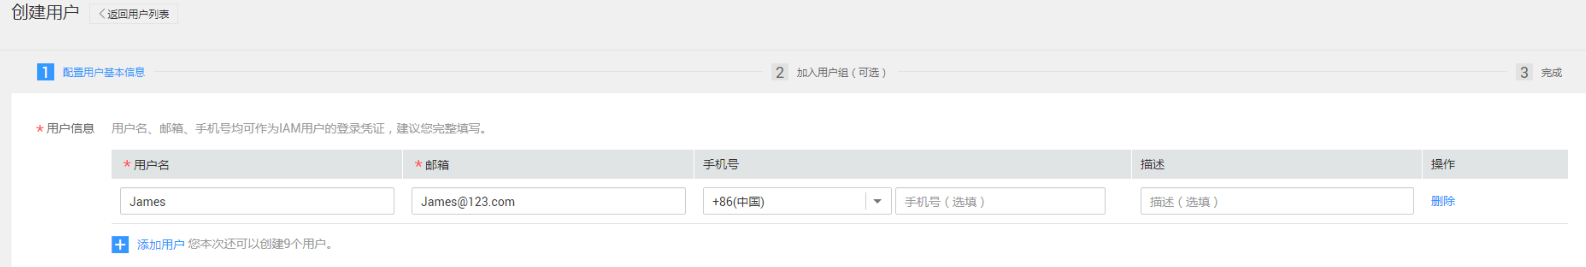 创建用户 <返回用户列表
1 配置用户基本信息 2 加入用户组（可选） 3 完成
* 用户信息 用户名、邮箱、手机号均可作为IAM用户的登录凭证，建议您完整填写。
* 用户名 * 邮箱 手机号 描述 操作
James James@123.com +86(中国) 手机号（选填） 描述（选填） 删除
添加用户 您本次还可以创建9个用户。